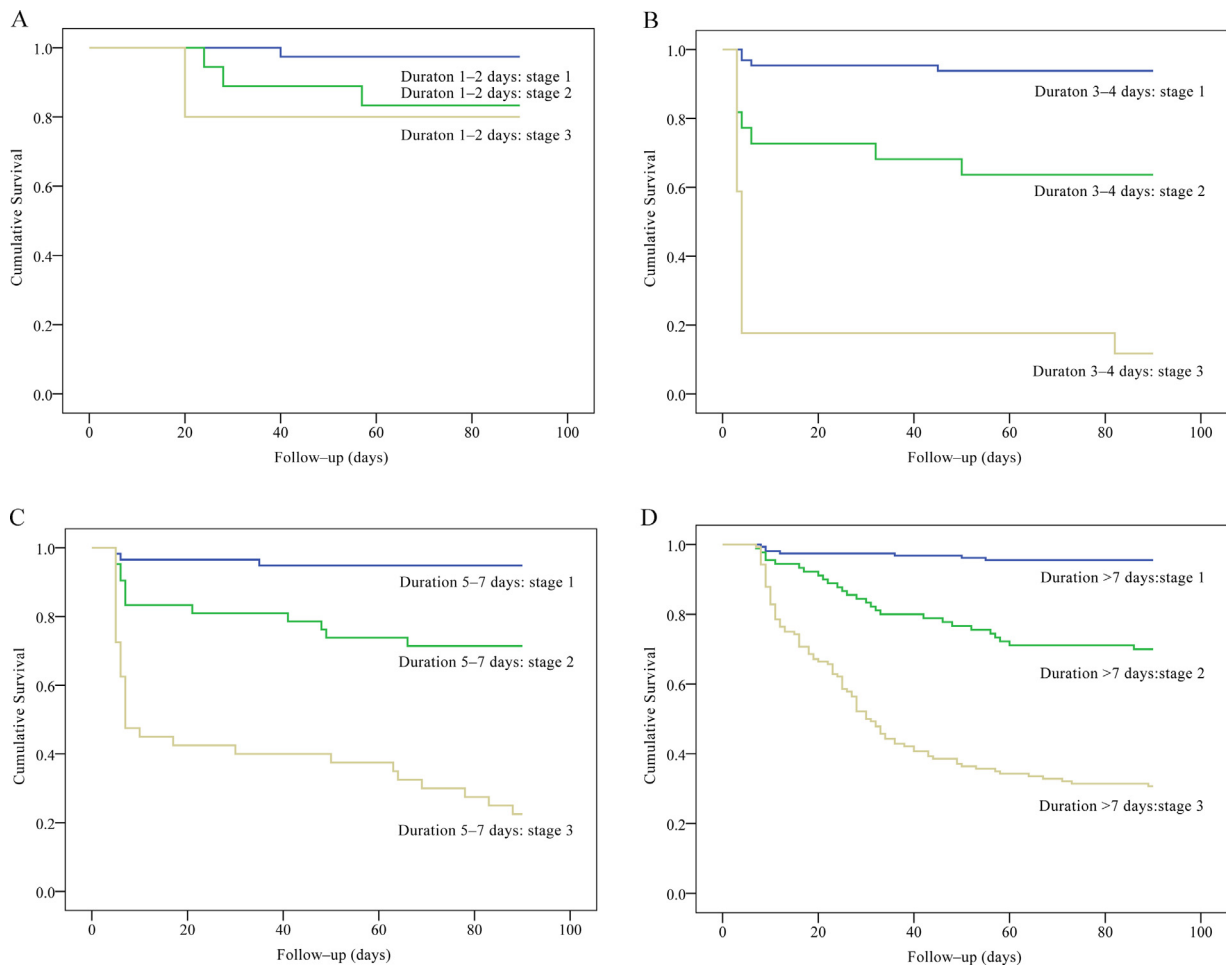 A
1.0
0.8
0.6
0.4
0.2
0.0
Cumulative Survival
Duraton 1–2 days: stage 1
Duraton 1–2 days: stage 2
Duraton 1–2 days: stage 3
0 20 40 60 80 100
Follow–up (days)
B
1.0
0.8
0.6
0.4
0.2
0.0
Cumulative Survival
Duraton 3–4 days: stage 1
Duraton 3–4 days: stage 2
Duraton 3–4 days: stage 3
0 20 40 60 80 100
Follow–up (days)
C
1.0
0.8
0.6
0.4
0.2
0.0
Cumulative Survival
Duration 5–7 days: stage 1
Duration 5–7 days: stage 2
Duration 5–7 days: stage 3
0 20 40 60 80 100
Follow–up (days)
D
1.0
0.8
0.6
0.4
0.2
0.0
Cumulative Survival
Duration >7 days:stage 1
Duration >7 days:stage 2
Duration >7 days:stage 3
0 20 40 60 80 100
Follow–up (days)